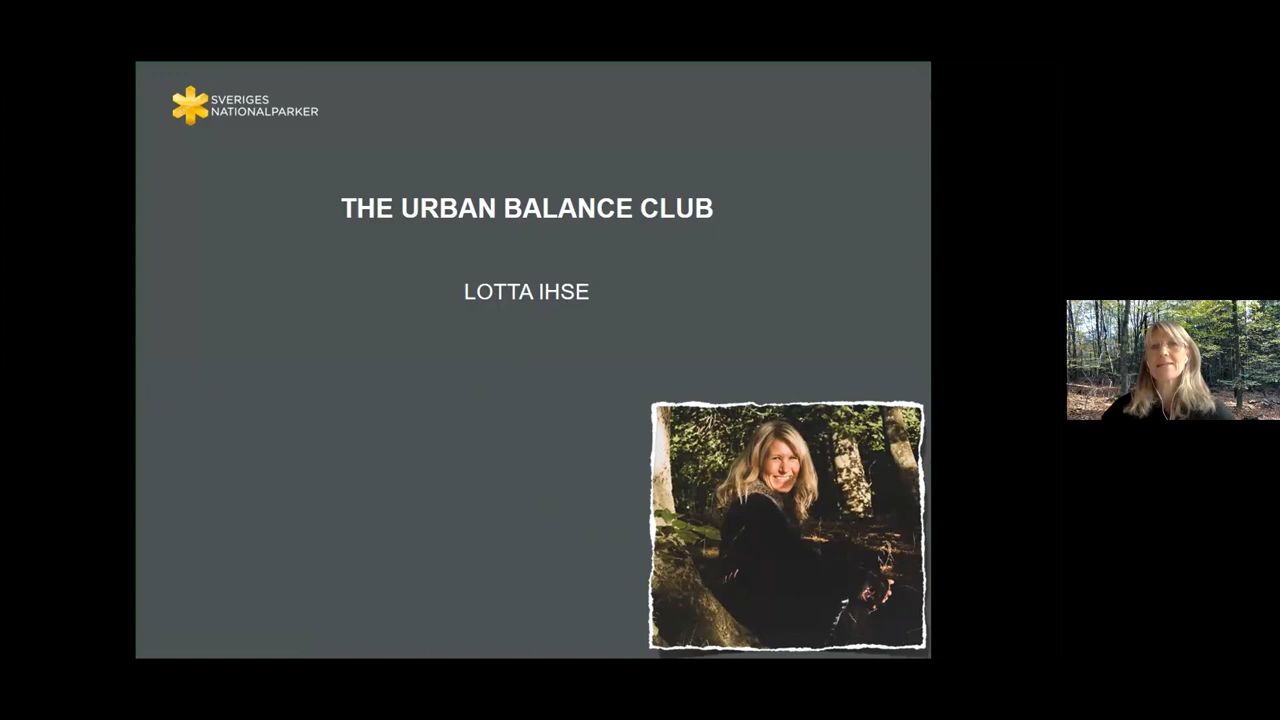 SVERIGES
NATIONALPARKER
THE URBAN BALANCE CLUB
LOTTA IHSE